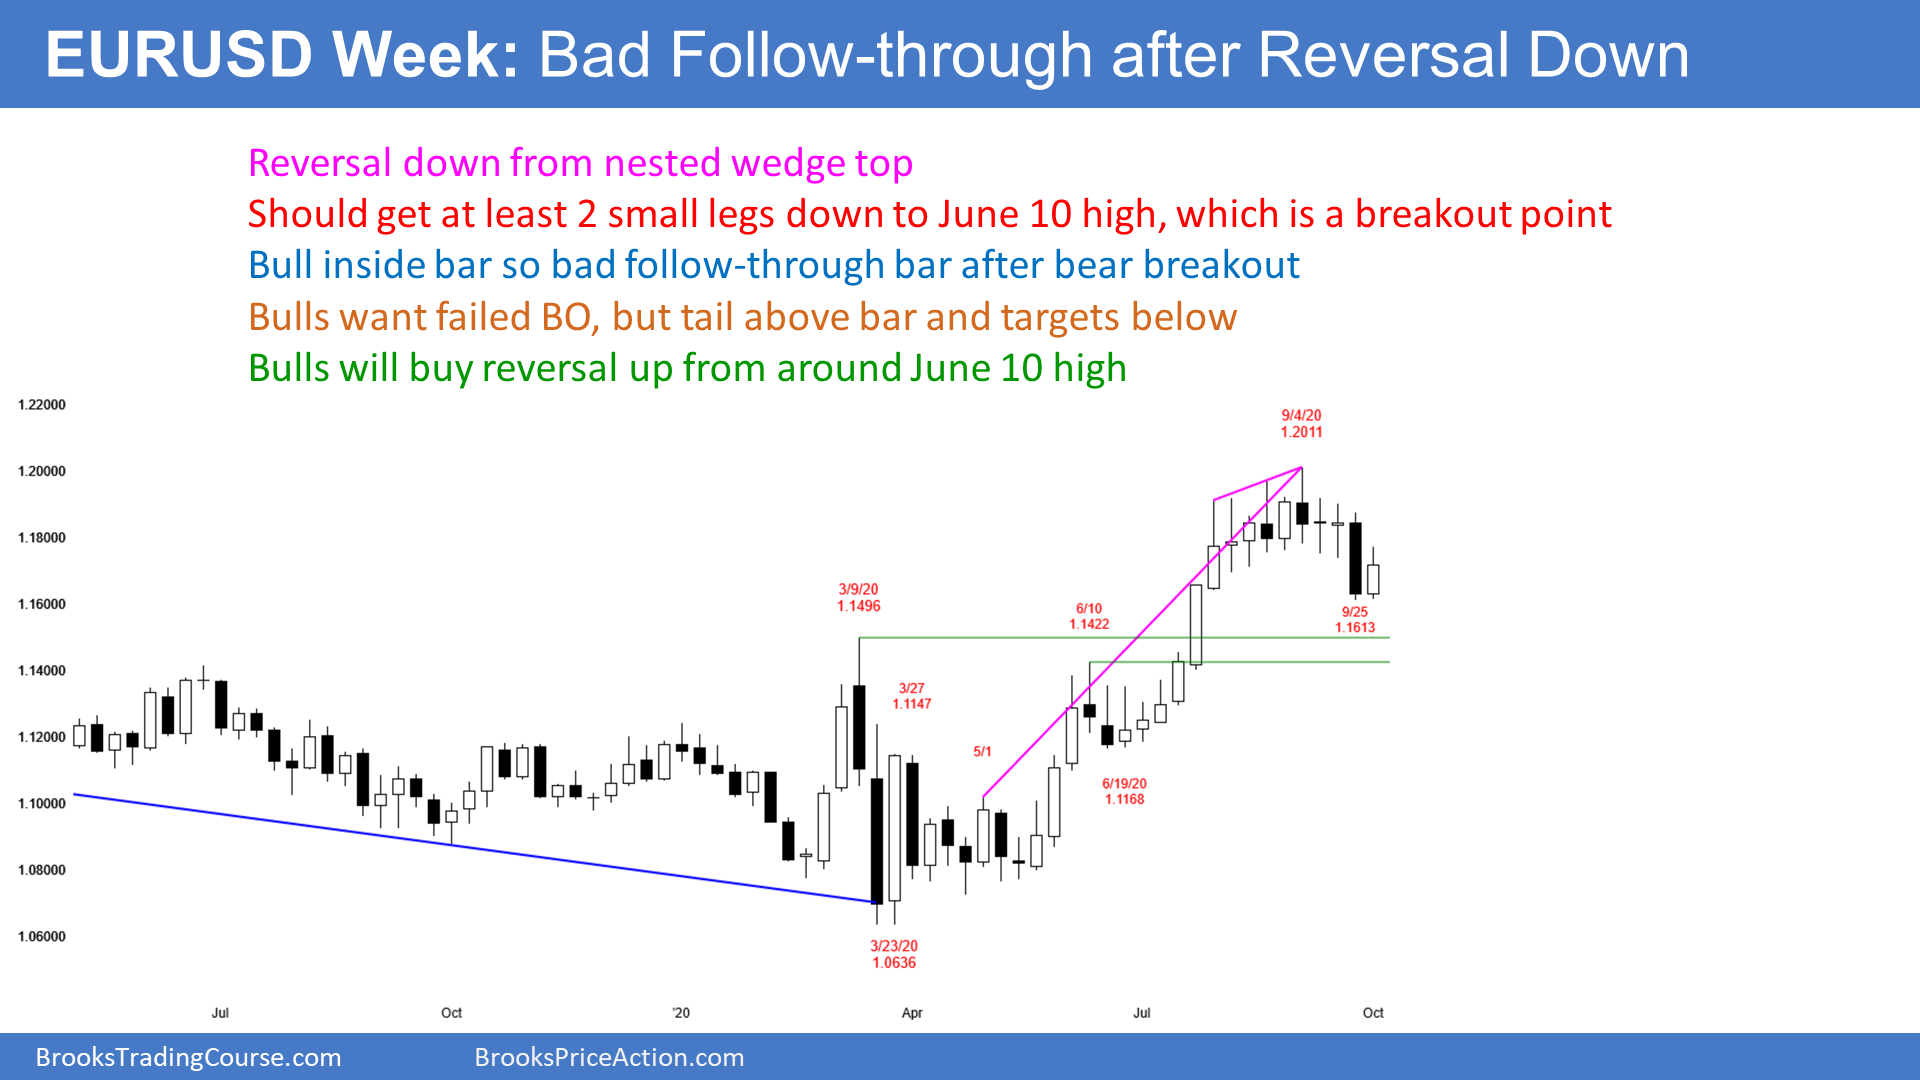 EURUSD Week: Bad Follow-through after Reversal Down
Reversal down from nested wedge top
Should get at least 2 small legs down to June 10 high, which is a breakout point
Bull inside bar so bad follow-through bar after bear breakout
Bulls want failed BO, but tail above bar and targets below
Bulls will buy reversal up from around June 10 high
1.22000
1.20000
1.18000
1.16000
1.14000
1.12000
1.10000
1.08000
1.06000
9/4/20
1.2011
3/9/20
1.1496
6/10
1.1422
9/25
1.1613
3/27
1.1147
5/1
6/19/20
1.1168
3/23/20
1.0636
Jul
Oct
'20
Apr
Jul
Oct
BrooksTradingCourse.com
BrooksPriceAction.com